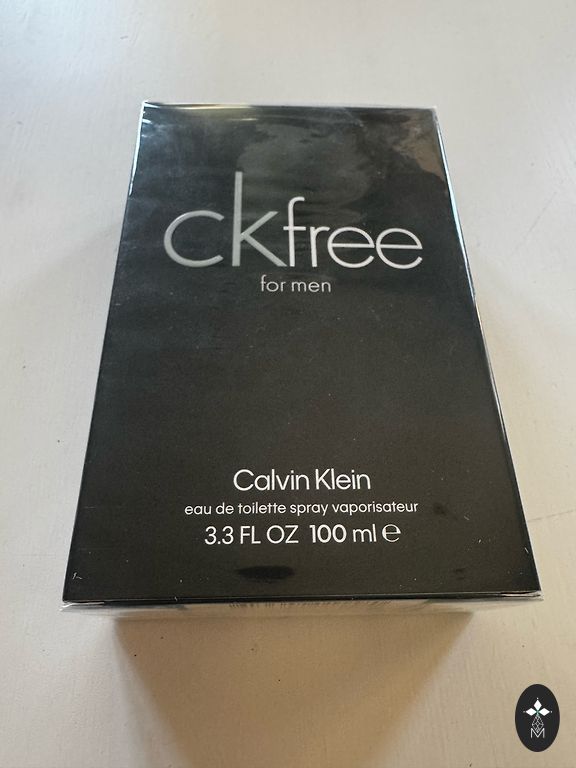 ckfree
for men
Calvin Klein
eau de toilette spray vaporisateur
3.3 FL OZ 100 ml ℮
M